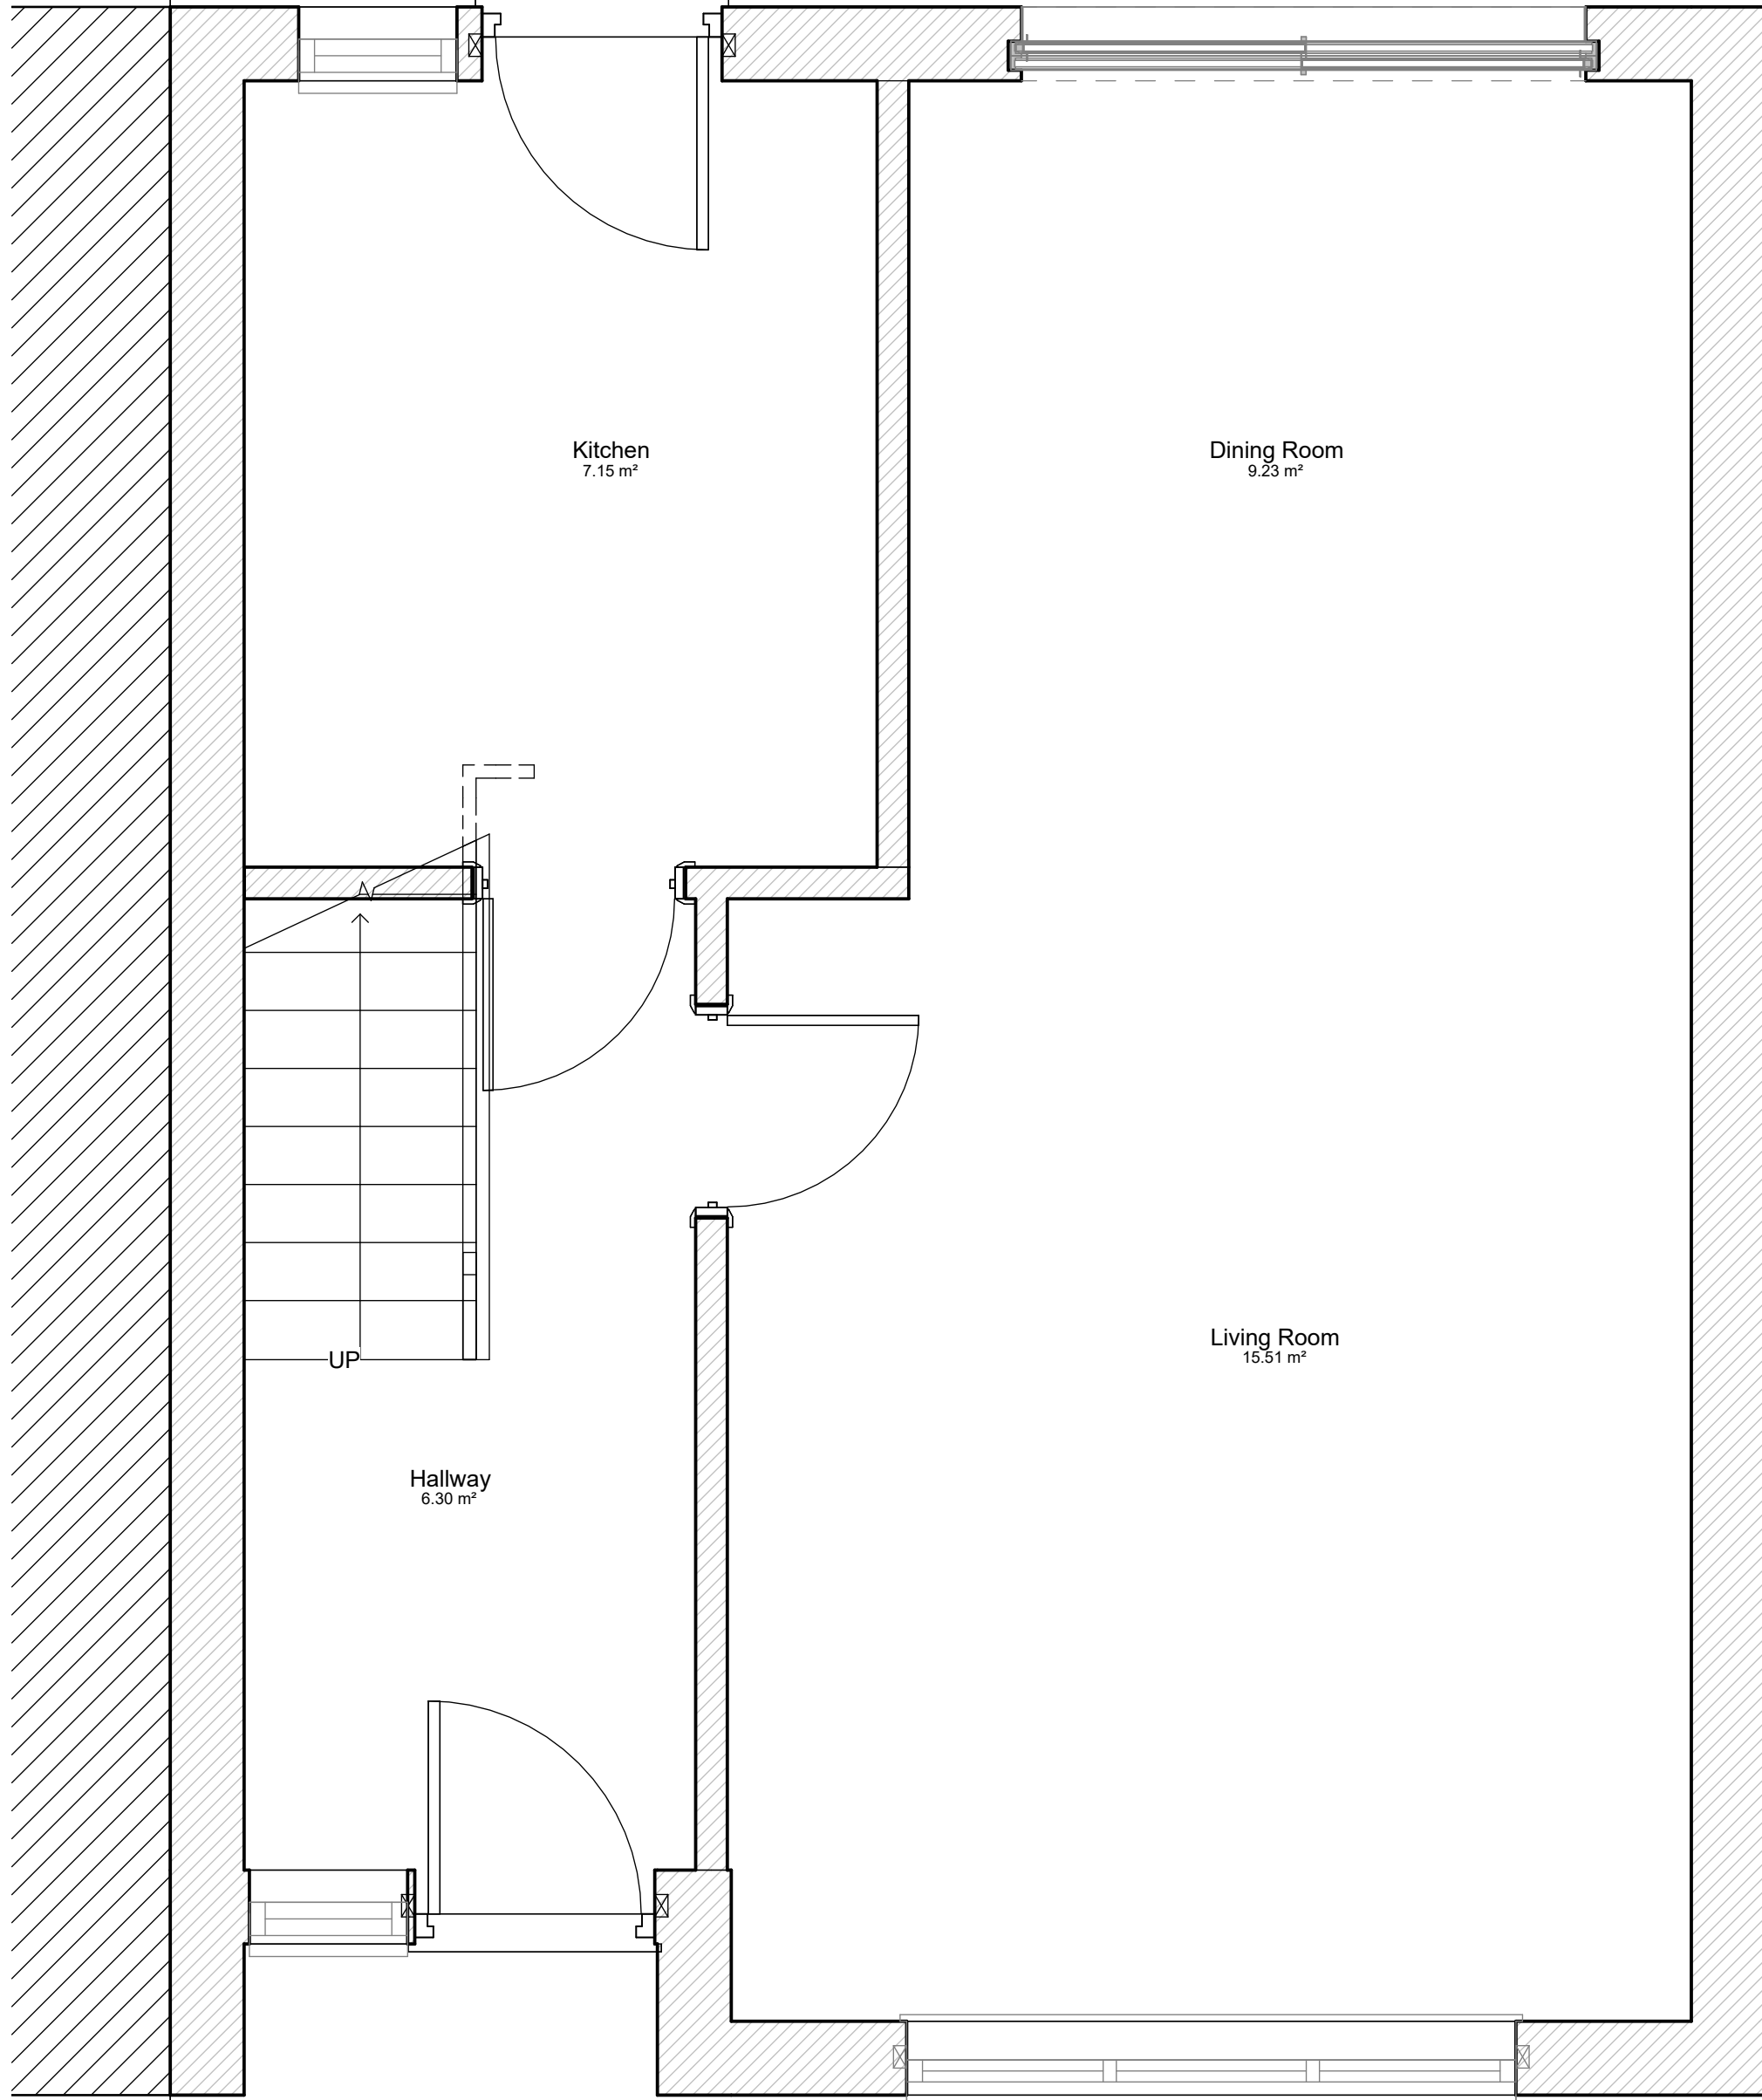 Kitchen
7.15 m²
Dining Room
9.23 m²
UP
Living Room
15.51 m²
Hallway
6.30 m²